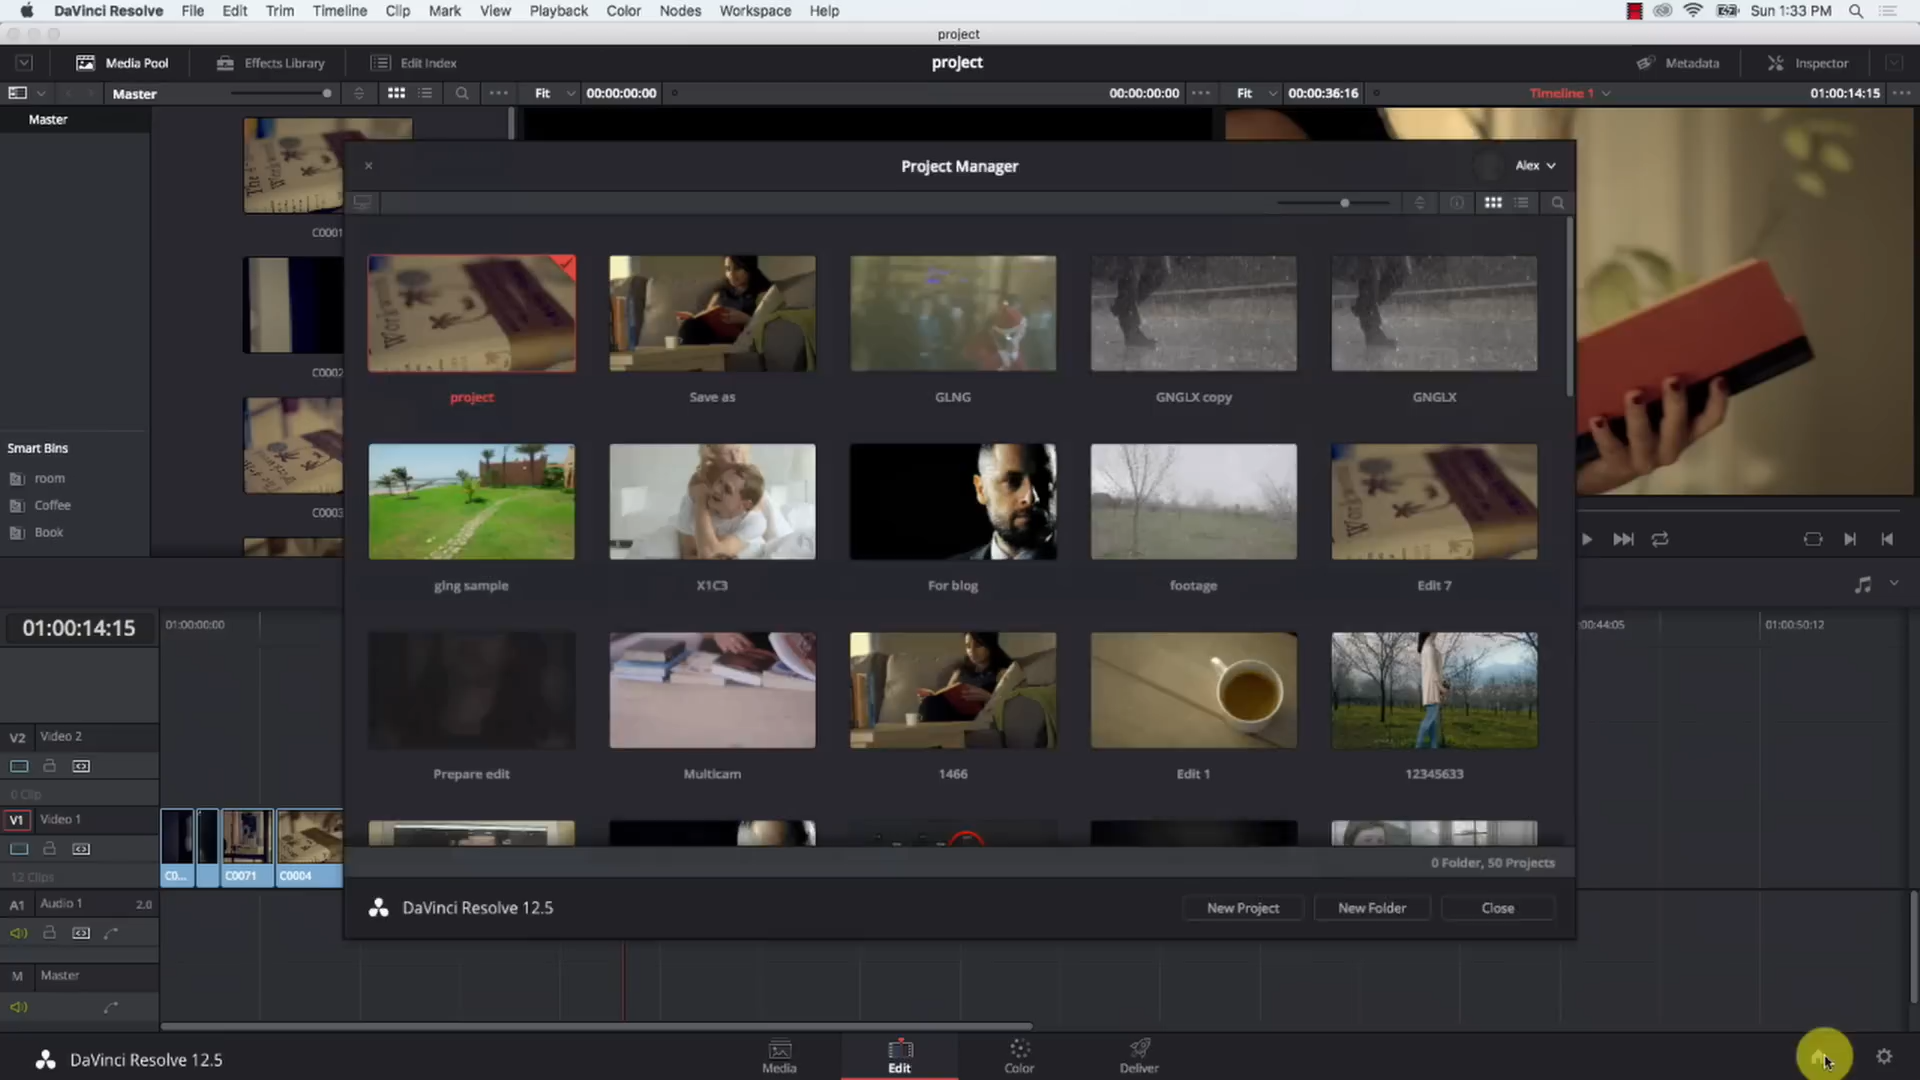 DaVinci Resolve File Edit Trim Timeline Clip Mark View Playback Color Nodes Workspace Help Sun 1:33 PM
project
Media Pool Effects Library Edit Index project Metadata Inspector
Master Fit 00:00:00:00 00:00:00:00 Fit 00:00:36:16 Timeline 1 01:00:14:15
Master
Project Manager
Alex
C0001
C0002
C0003
project Save as GLNG GNGLX copy GNGLX
Smart Bins
room
Coffee
Book
glng sample X1C3 For blog footage Edit 7
Prepare edit Multicam 1466 Edit 1 12345633
0 Folder, 50 Projects
DaVinci Resolve 12.5 New Project New Folder Close
01:00:14:15 01:00:00:00 :00:44:05 01:00:50:12
V2 Video 2
0 Clip
V1 Video 1
12 Clips
C0... C0071 C0004
A1 Audio 1 2.0
M Master
DaVinci Resolve 12.5 Media Edit Color Deliver